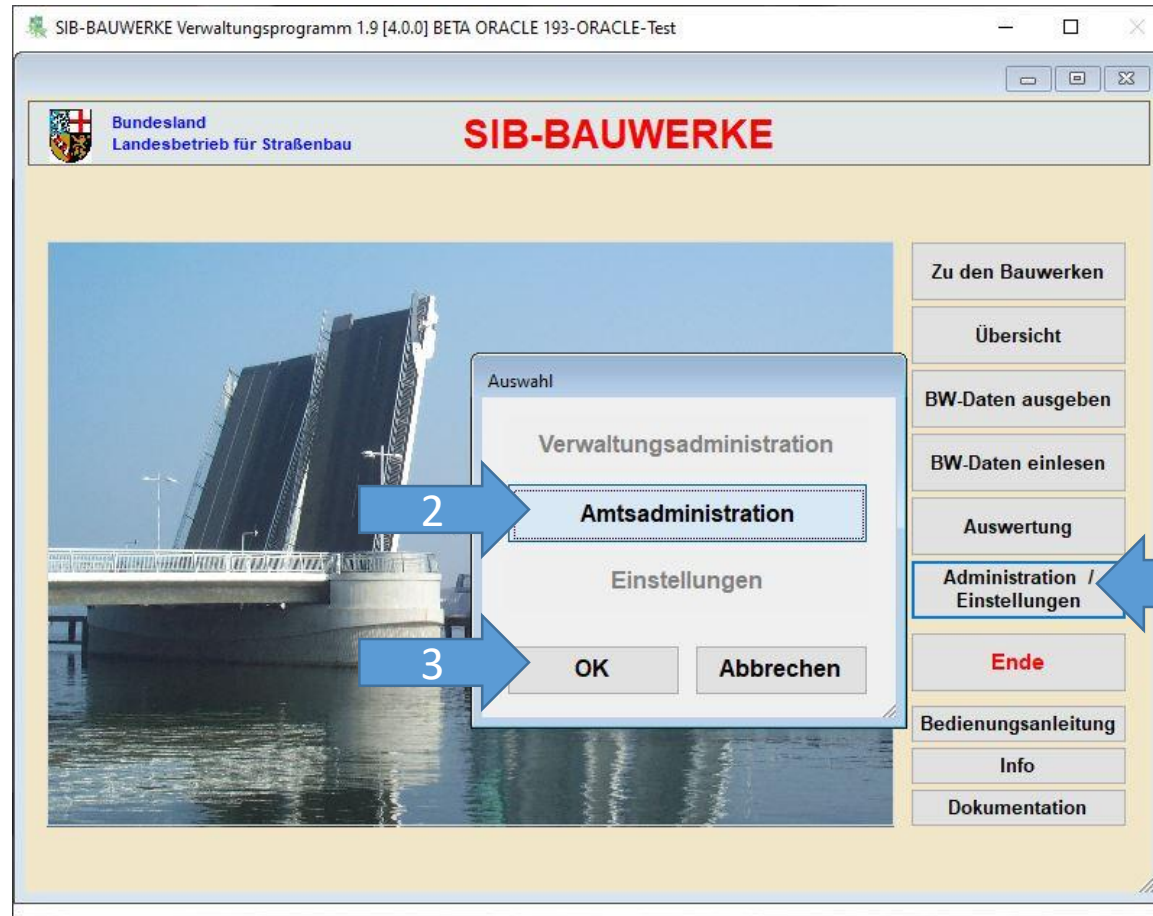 SIB-BAUWERKE Verwaltungsprogramm 1.9 [4.0.0] BETA ORACLE 193-ORACLE-Test
Bundesland
Landesbetrieb für Straßenbau
SIB-BAUWERKE
Zu den Bauwerken
Übersicht
BW-Daten ausgeben
BW-Daten einlesen
Auswertung
Administration /
Einstellungen
Ende
Bedienungsanleitung
Info
Dokumentation
Auswahl
Verwaltungsadministration
2
Amtsadministration
Einstellungen
3
OK
Abbrechen